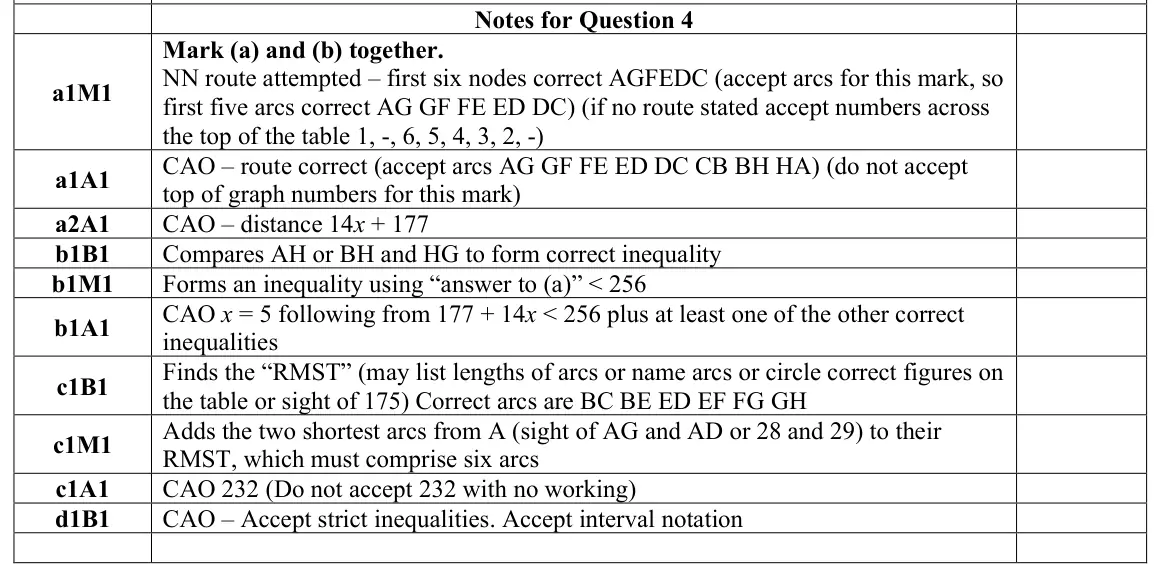 Notes for Question 4
a1M1
Mark (a) and (b) together.
NN route attempted – first six nodes correct AGFEDC (accept arcs for this mark, so
first five arcs correct AG GF FE ED DC) (if no route stated accept numbers across
the top of the table 1, -, 6, 5, 4, 3, 2, -)
a1A1
CAO – route correct (accept arcs AG GF FE ED DC CB BH HA) (do not accept
top of graph numbers for this mark)
a2A1
CAO – distance 14x + 177
b1B1
Compares AH or BH and HG to form correct inequality
b1M1
Forms an inequality using “answer to (a)” < 256
b1A1
CAO x = 5 following from 177 + 14x < 256 plus at least one of the other correct
inequalities
c1B1
Finds the “RMST” (may list lengths of arcs or name arcs or circle correct figures on
the table or sight of 175) Correct arcs are BC BE ED EF FG GH
c1M1
Adds the two shortest arcs from A (sight of AG and AD or 28 and 29) to their
RMST, which must comprise six arcs
c1A1
CAO 232 (Do not accept 232 with no working)
d1B1
CAO – Accept strict inequalities. Accept interval notation